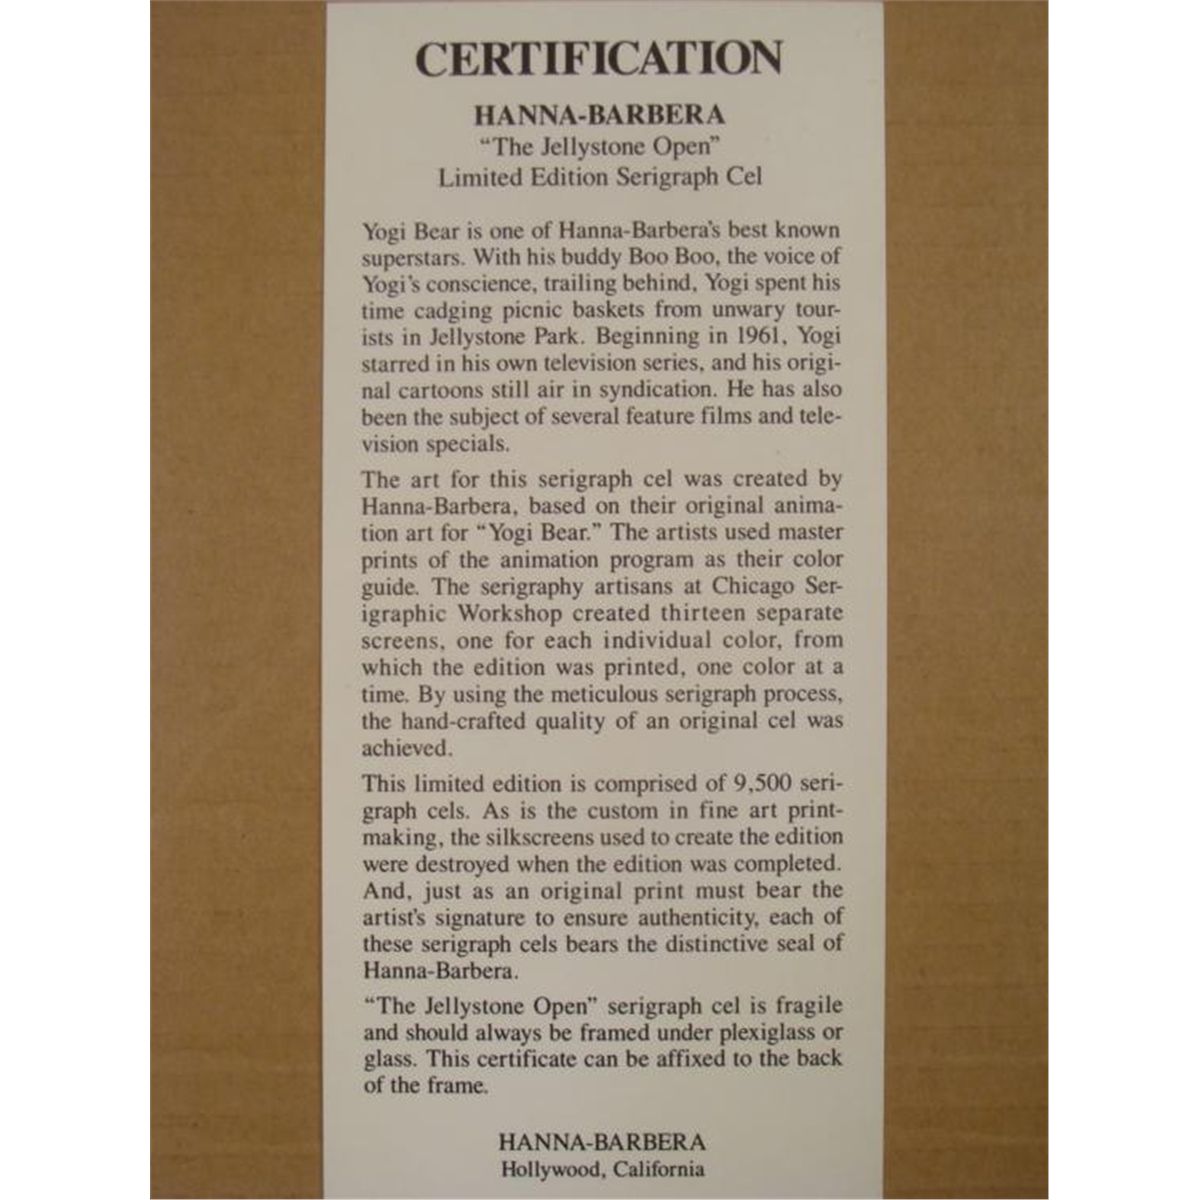 CERTIFICATION
HANNA-BARBERA
“The Jellystone Open”
Limited Edition Serigraph Cel
Yogi Bear is one of Hanna-Barbera's best known
superstars. With his buddy Boo Boo, the voice of
Yogi's conscience, trailing behind, Yogi spent his
time cadging picnic baskets from unwary tour-
ists in Jellystone Park. Beginning in 1961, Yogi
starred in his own television series, and his origi-
nal cartoons still air in syndication. He has also
been the subject of several feature films and tele-
vision specials.
The art for this serigraph cel was created by
Hanna-Barbera, based on their original anima-
tion art for “Yogi Bear.” The artists used master
prints of the animation program as their color
guide. The serigraphy artisans at Chicago Ser-
igraphic Workshop created thirteen separate
screens, one for each individual color, from
which the edition was printed, one color at a
time. By using the meticulous serigraph process,
the hand-crafted quality of an original cel was
achieved.
This limited edition is comprised of 9,500 seri-
graph cels. As is the custom in fine art print-
making, the silkscreens used to create the edition
were destroyed when the edition was completed.
And, just as an original print must bear the
artist's signature to ensure authenticity, each of
these serigraph cels bears the distinctive seal of
Hanna-Barbera.
“The Jellystone Open” serigraph cel is fragile
and should always be framed under plexiglass or
glass. This certificate can be affixed to the back
of the frame.
HANNA-BARBERA
Hollywood, California